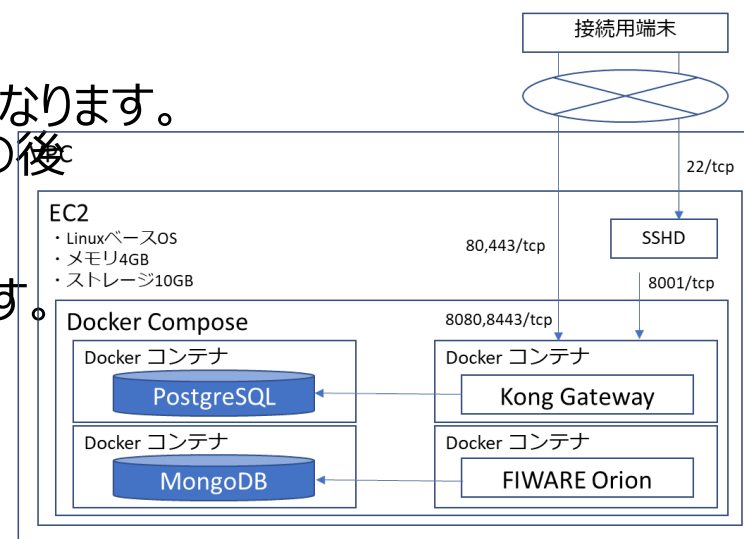 接続用端末
なります。
の後
PC
22/tcp
EC2
・LinuxベースOS
・メモリ4GB
・ストレージ10GB
80,443/tcp
SSHD
8001/tcp
す。
Docker Compose
8080,8443/tcp
Docker コンテナ
PostgreSQL
Docker コンテナ
Kong Gateway
Docker コンテナ
MongoDB
Docker コンテナ
FIWARE Orion